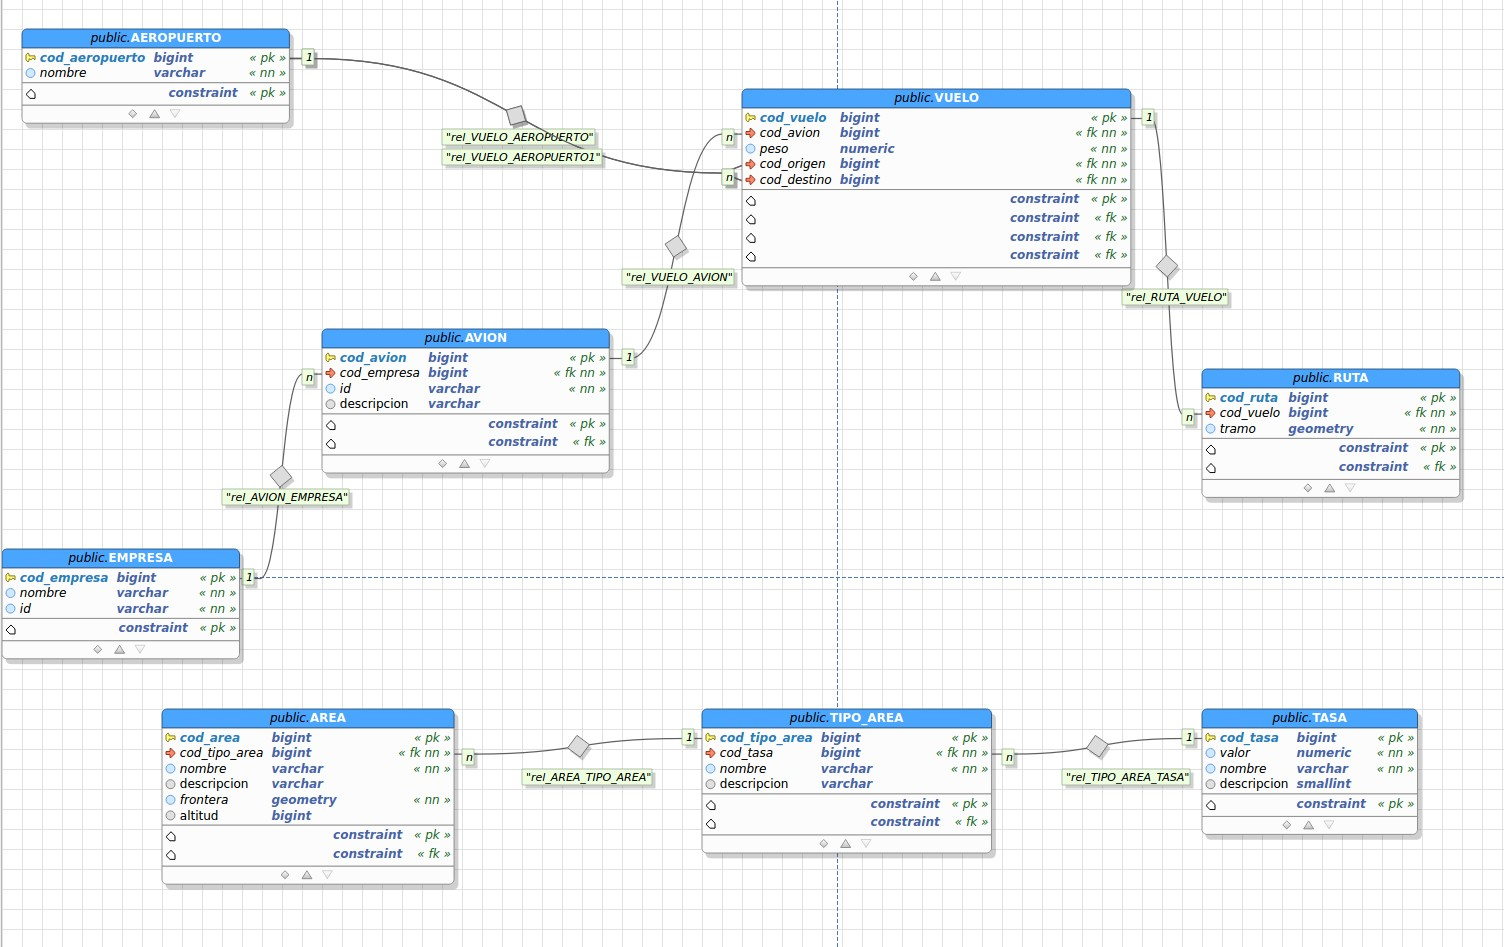 public.AEROPUERTO
cod_aeropuerto bigint « pk »
nombre varchar « nn »
constraint « pk »
1
"rel_VUELO_AEROPUERTO"
"rel_VUELO_AEROPUERTO1"
n
n
public.VUELO
cod_vuelo bigint « pk »
cod_avion bigint « fk nn »
peso numeric « nn »
cod_origen bigint « fk nn »
cod_destino bigint « fk nn »
constraint « pk »
constraint « fk »
constraint « fk »
constraint « fk »
1
"rel_VUELO_AVION"
"rel_RUTA_VUELO"
public.AVION
cod_avion bigint « pk »
cod_empresa bigint « fk nn »
id varchar « nn »
descripcion varchar
constraint « pk »
constraint « fk »
1
n
public.RUTA
cod_ruta bigint « pk »
cod_vuelo bigint « fk nn »
tramo geometry « nn »
constraint « pk »
constraint « fk »
n
"rel_AVION_EMPRESA"
public.EMPRESA
cod_empresa bigint « pk »
nombre varchar « nn »
id varchar « nn »
constraint « pk »
1
public.AREA
cod_area bigint « pk »
cod_tipo_area bigint « fk nn »
nombre varchar « nn »
descripcion varchar
frontera geometry « nn »
altitud bigint
constraint « pk »
constraint « fk »
n
"rel_AREA_TIPO_AREA"
1
public.TIPO_AREA
cod_tipo_area bigint « pk »
cod_tasa bigint « fk nn »
nombre varchar « nn »
descripcion varchar
constraint « pk »
constraint « fk »
n
"rel_TIPO_AREA_TASA"
1
public.TASA
cod_tasa bigint « pk »
valor numeric « nn »
nombre varchar « nn »
descripcion smallint
constraint « pk »